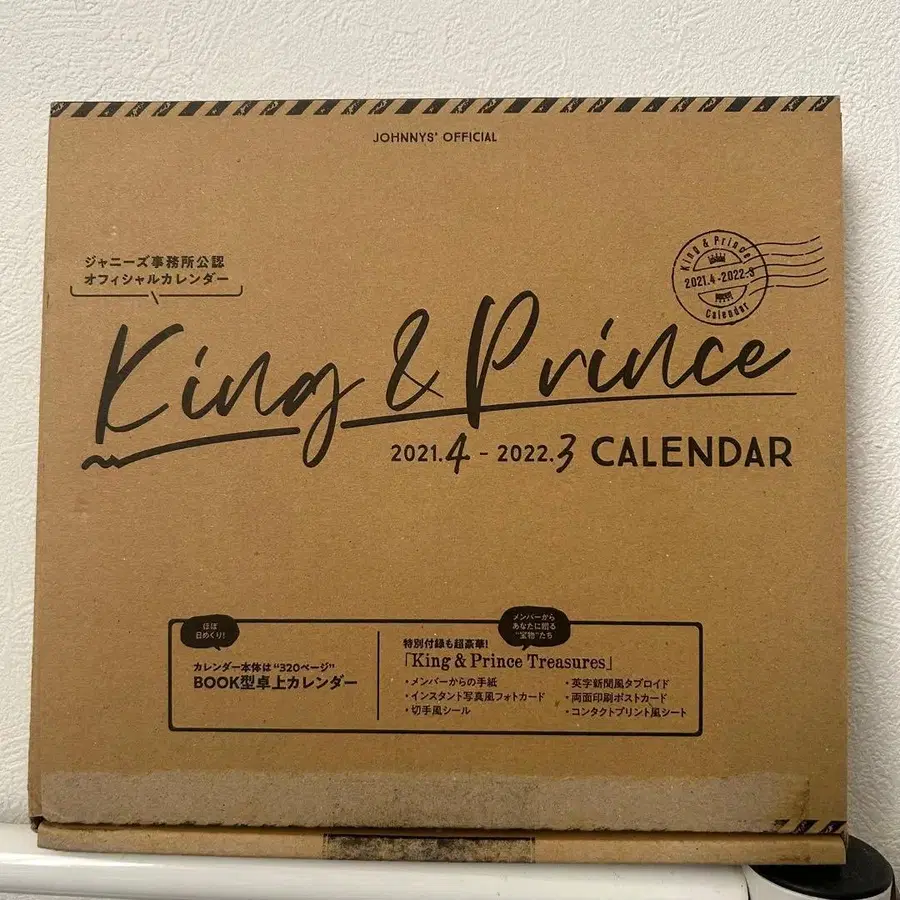 JOHNNYS' OFFICIAL
ジャニーズ事務所公認
オフィシャルカレンダー
King & Prince
2021.4-2022.3
Calendar
King & Prince
2021.4 - 2022.3 CALENDAR
ほぼ
日めくり!
カレンダー本体は“320ページ”
BOOK型卓上カレンダー
メンバーから
あなたに贈る
“宝物”たち
特別付録も超豪華!
「King & Prince Treasures」
・メンバーからの手紙
・インスタント写真風フォトカード
・切手風シール
・英字新聞風タブロイド
・両面印刷ポストカード
・コンタクトプリント風シート